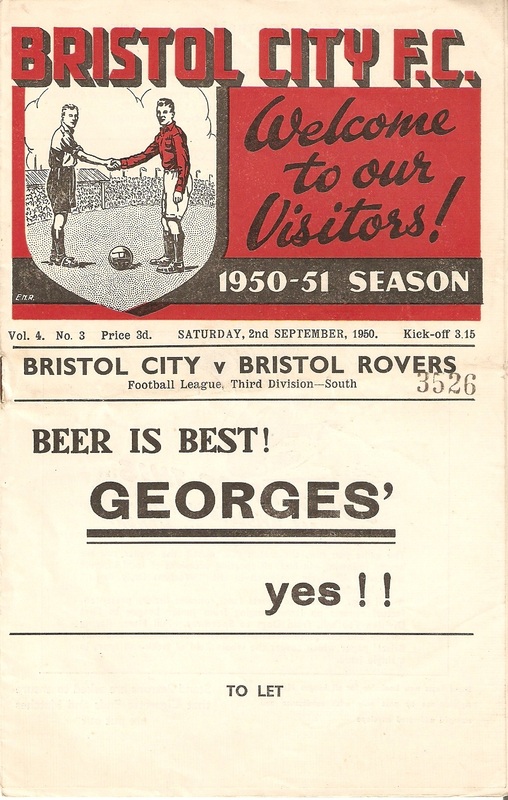 BRISTOL CITY F.C.
Welcome
to our
Visitors!
1950-51 SEASON
E.M.A.
Vol. 4. No. 3 Price 3d. SATURDAY, 2nd SEPTEMBER, 1950. Kick-off 3.15
BRISTOL CITY v BRISTOL ROVERS
Football League, Third Division—South
3526
BEER IS BEST!
GEORGES’
yes !!
TO LET